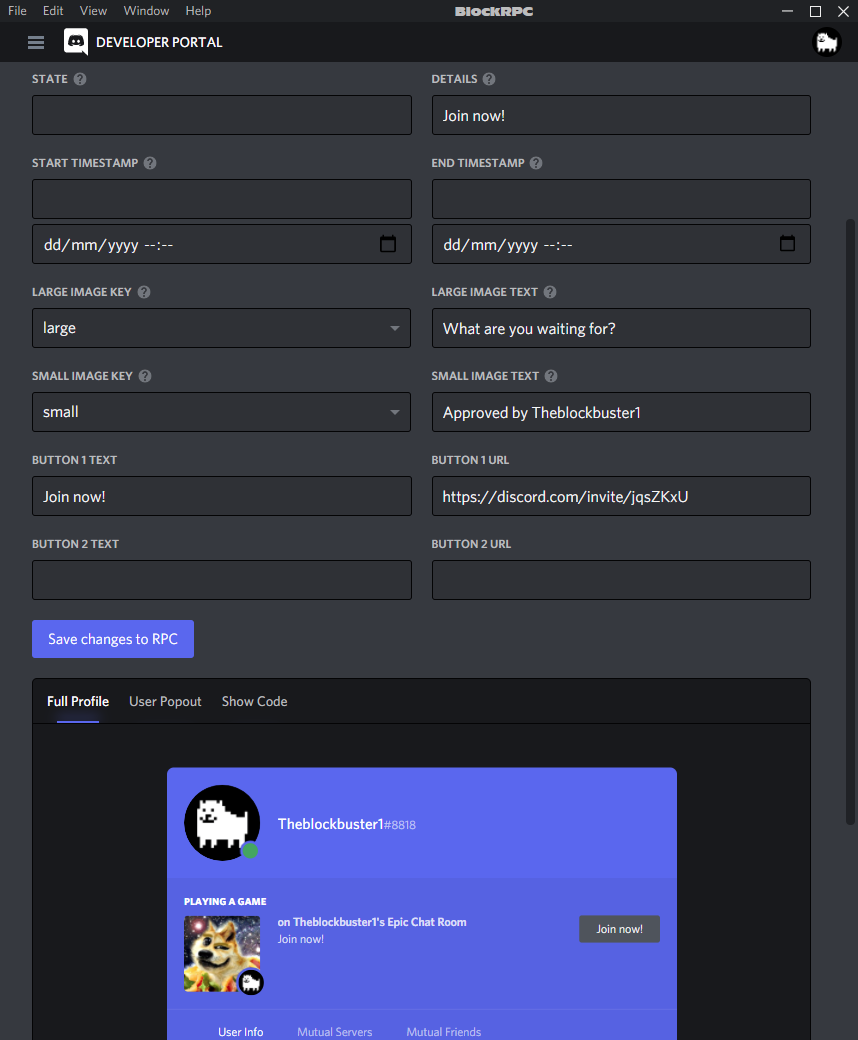 File Edit View Window Help BlockRPC
DEVELOPER PORTAL
STATE ? DETAILS ?
Join now!
START TIMESTAMP ? END TIMESTAMP ?
dd/mm/yyyy --:-- dd/mm/yyyy --:--
LARGE IMAGE KEY ? LARGE IMAGE TEXT ?
large What are you waiting for?
SMALL IMAGE KEY ? SMALL IMAGE TEXT ?
small Approved by Theblockbuster1
BUTTON 1 TEXT BUTTON 1 URL
Join now! https://discord.com/invite/jqsZKxU
BUTTON 2 TEXT BUTTON 2 URL
Save changes to RPC
Full Profile User Popout Show Code
Theblockbuster1#8818
PLAYING A GAME
on Theblockbuster1's Epic Chat Room
Join now! Join now!
User Info Mutual Servers Mutual Friends